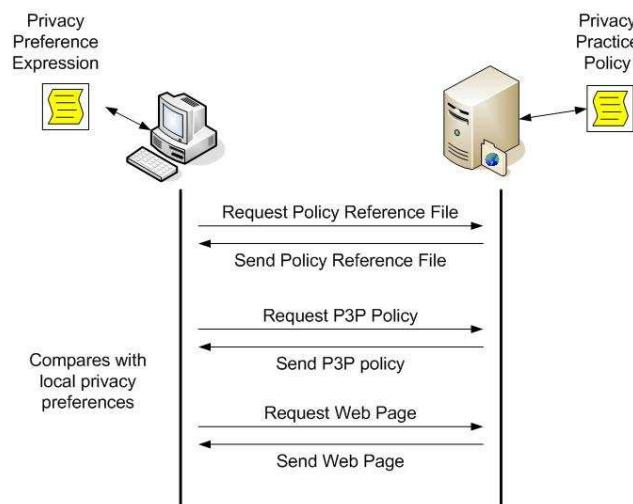 Privacy
Preference
Expression
Privacy
Practice
Policy
Request Policy Reference File
Send Policy Reference File
Request P3P Policy
Send P3P policy
Compares with
local privacy
preferences
Request Web Page
Send Web Page